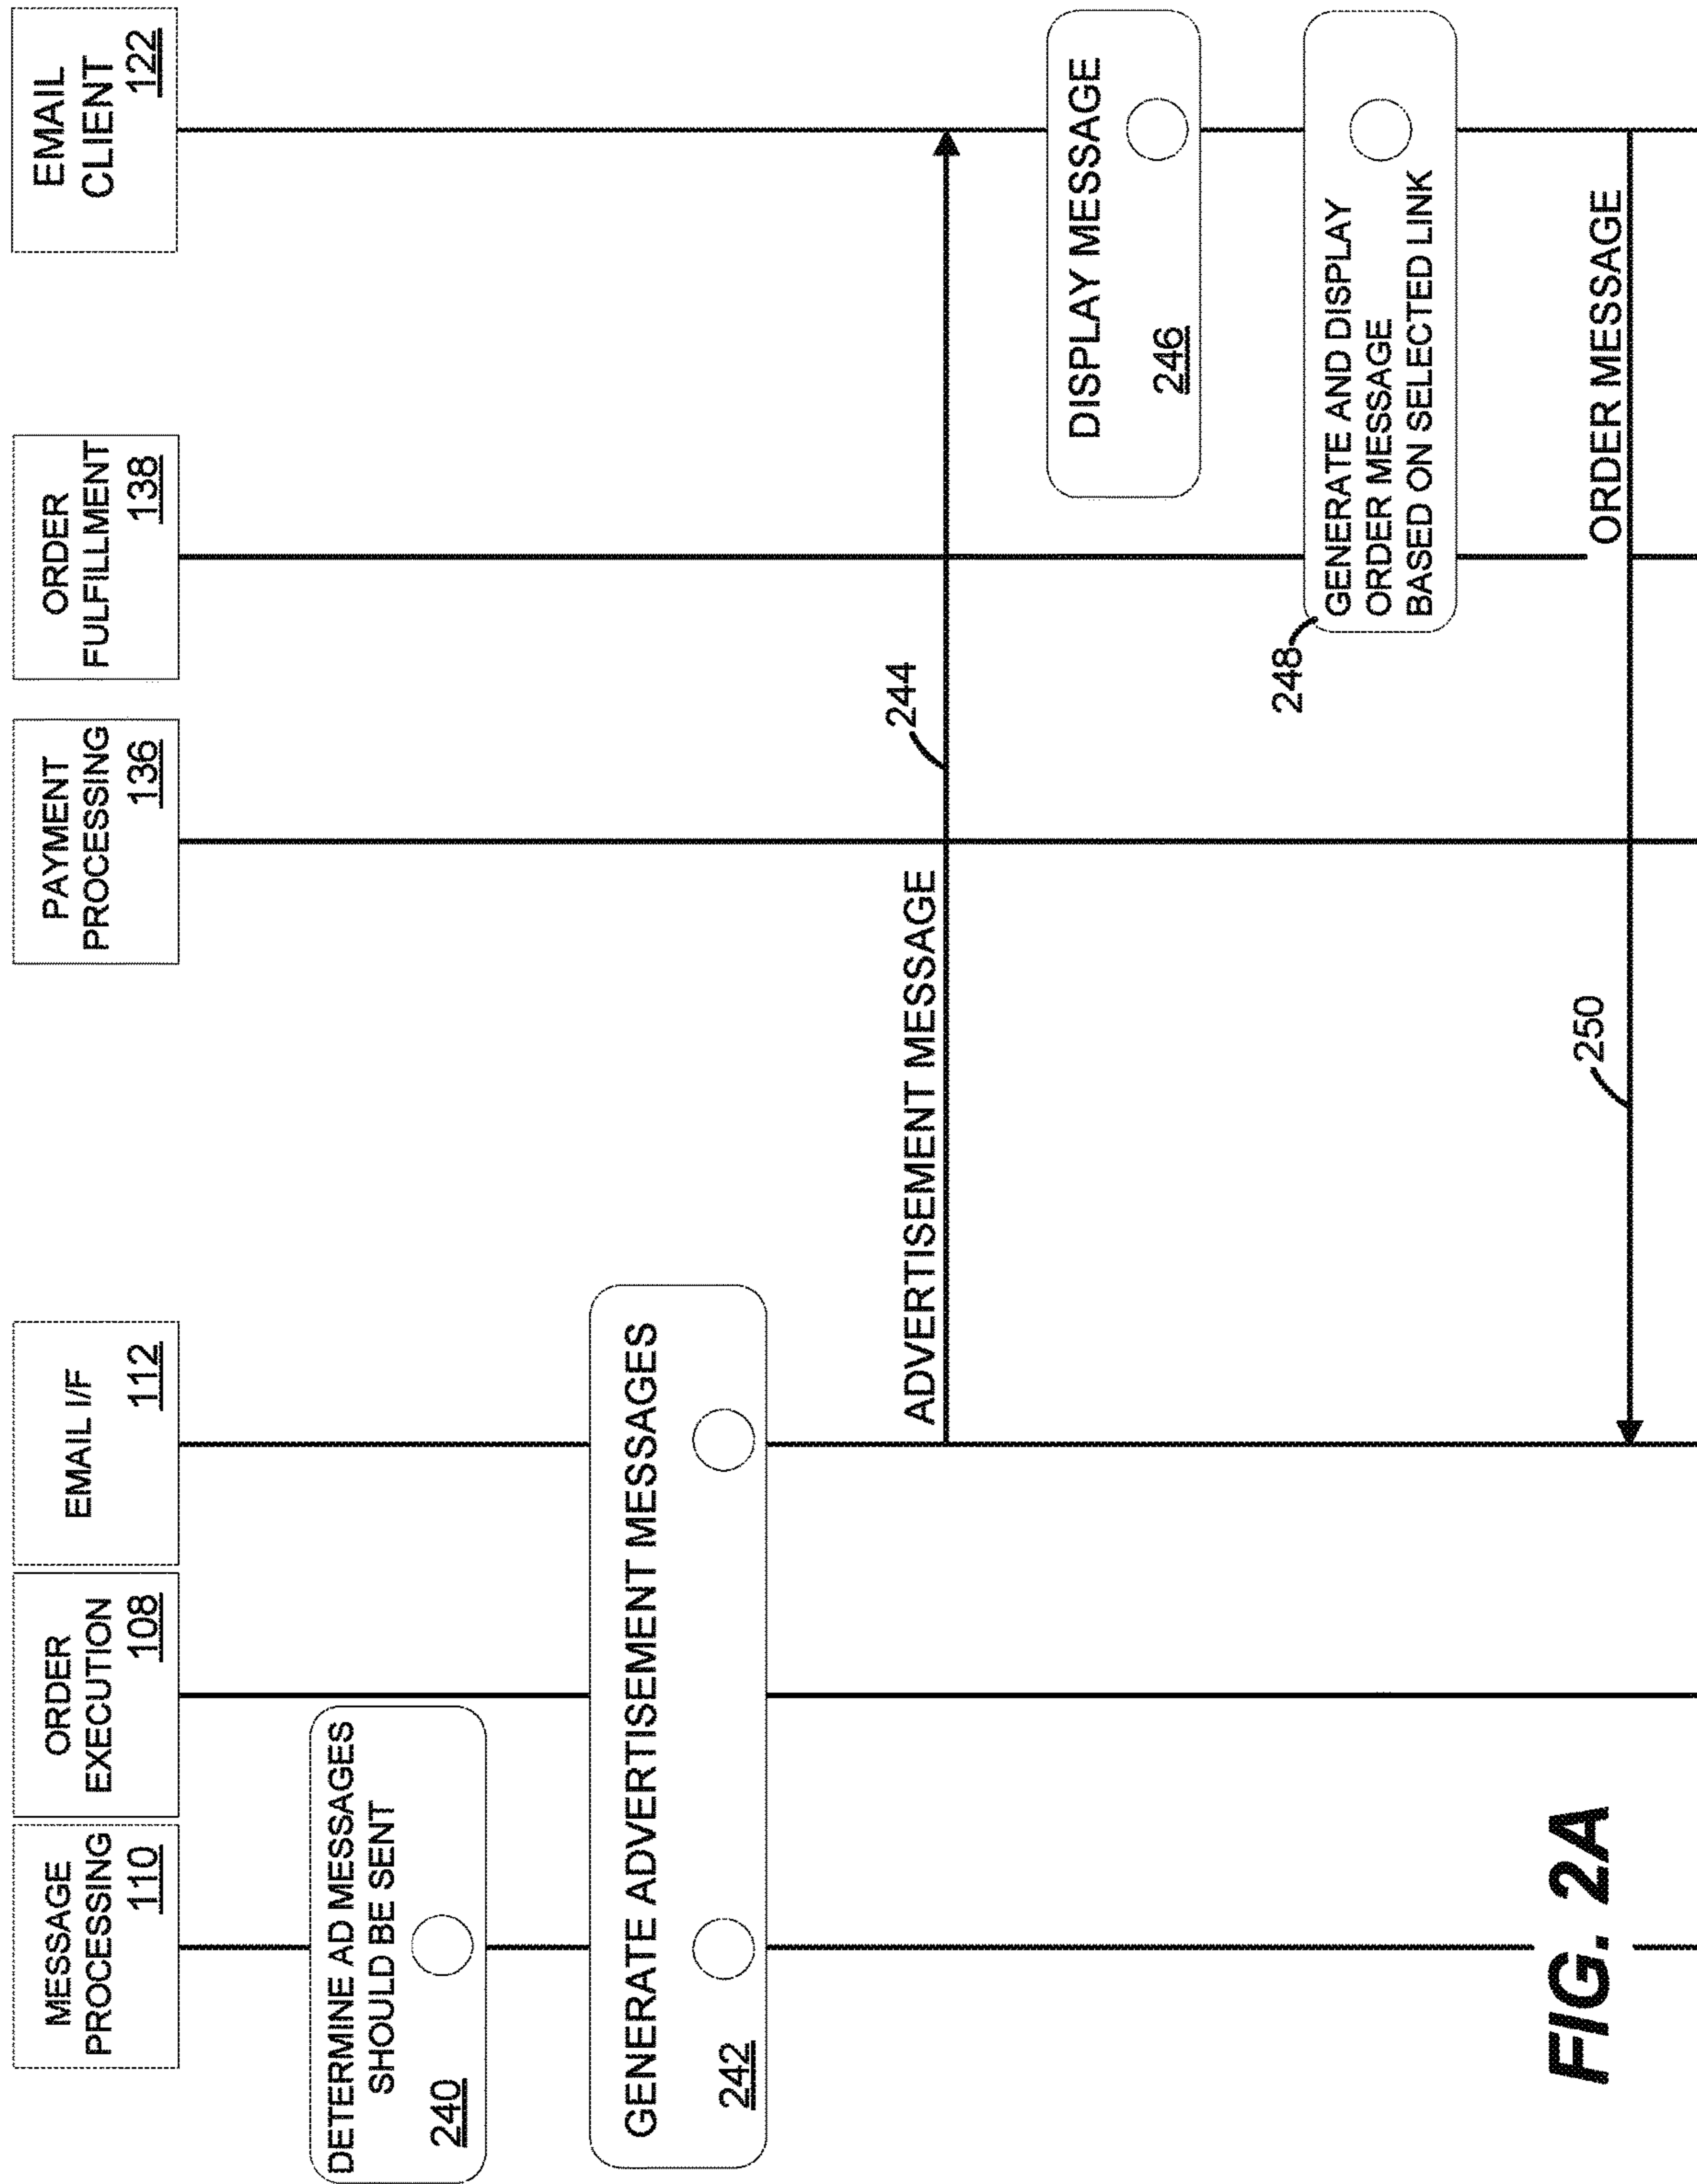 MESSAGE
PROCESSING
110
ORDER
EXECUTION
108
EMAIL I/F
112
PAYMENT
PROCESSING
136
ORDER
FULFILLMENT
138
EMAIL
CLIENT
122
DETERMINE AD MESSAGES
SHOULD BE SENT
240
GENERATE ADVERTISEMENT MESSAGES
242
ADVERTISEMENT MESSAGE
244
DISPLAY MESSAGE
246
248
GENERATE AND DISPLAY
ORDER MESSAGE
BASED ON SELECTED LINK
ORDER MESSAGE
250
FIG. 2A